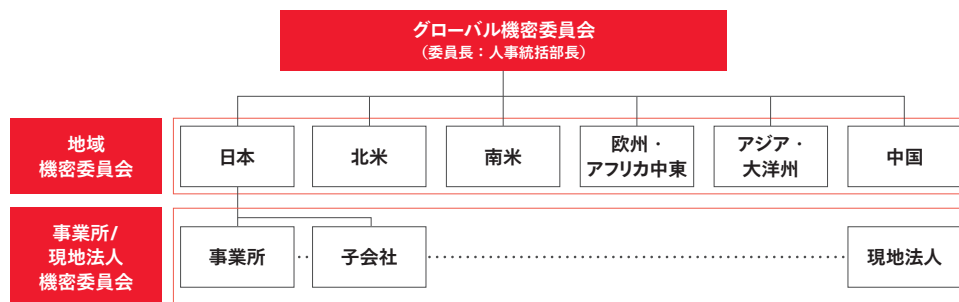 グローバル機密委員会
（委員長：人事統括部長）
地域
機密委員会
日本
北米
南米
欧州・
アフリカ中東
アジア・
大洋州
中国
事業所/
現地法人
機密委員会
事業所
子会社
現地法人